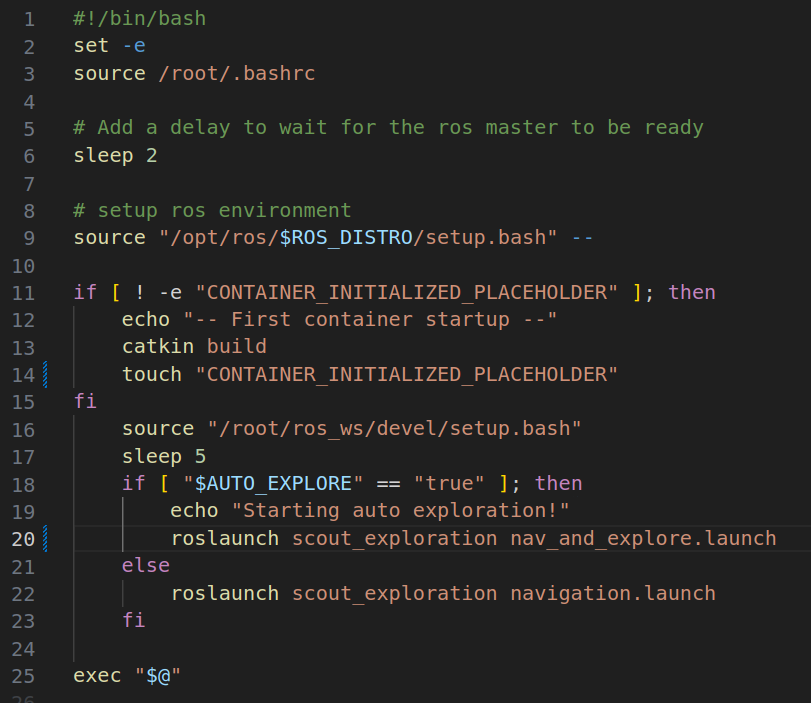 1 #!/bin/bash
2 set -e
3 source /root/.bashrc
4
5 # Add a delay to wait for the ros master to be ready
6 sleep 2
7
8 # setup ros environment
9 source "/opt/ros/$ROS_DISTRO/setup.bash" --
10
11 if [ ! -e "CONTAINER_INITIALIZED_PLACEHOLDER" ]; then
12     echo "-- First container startup --"
13     catkin build
14     touch "CONTAINER_INITIALIZED_PLACEHOLDER"
15 fi
16     source "/root/ros_ws/devel/setup.bash"
17     sleep 5
18     if [ "$AUTO_EXPLORE" == "true" ]; then
19         echo "Starting auto exploration!"
20         roslaunch scout_exploration nav_and_explore.launch
21     else
22         roslaunch scout_exploration navigation.launch
23     fi
24
25 exec "$@"
26